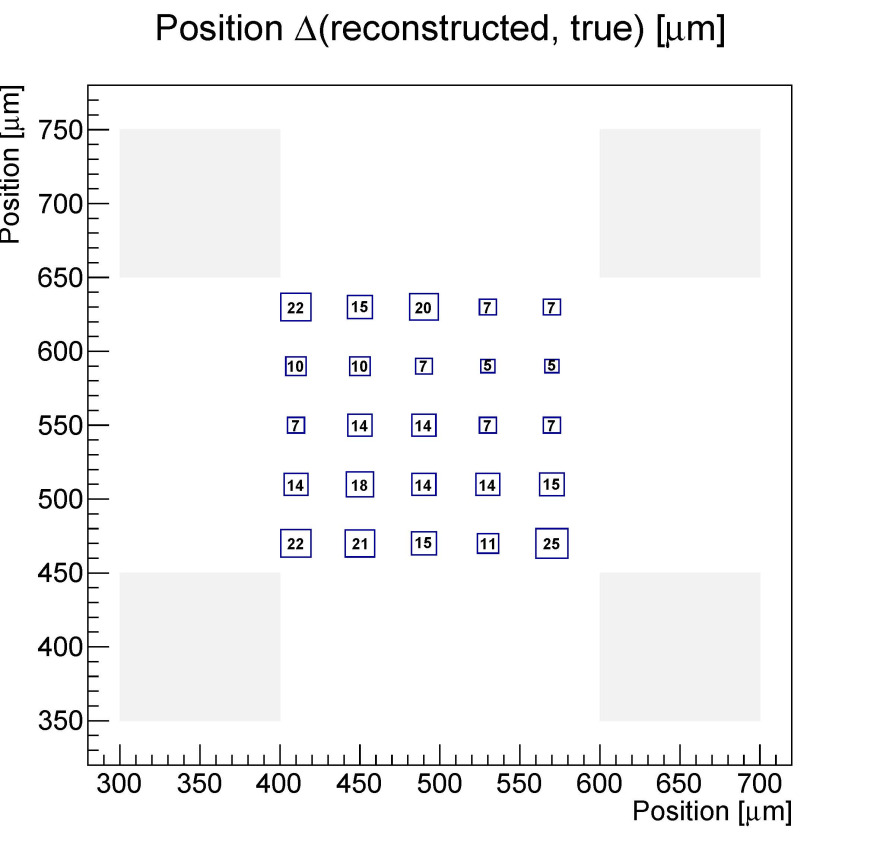 Position Δ(reconstructed, true) [μm]
Position [μm]
750
700
650
22 15 20 7 7
600
10 10 7 5 5
550
7 14 14 7 7
14 18 14 14 15
500
22 21 15 11 25
450
400
350
300 350 400 450 500 550 600 650 700
Position [μm]